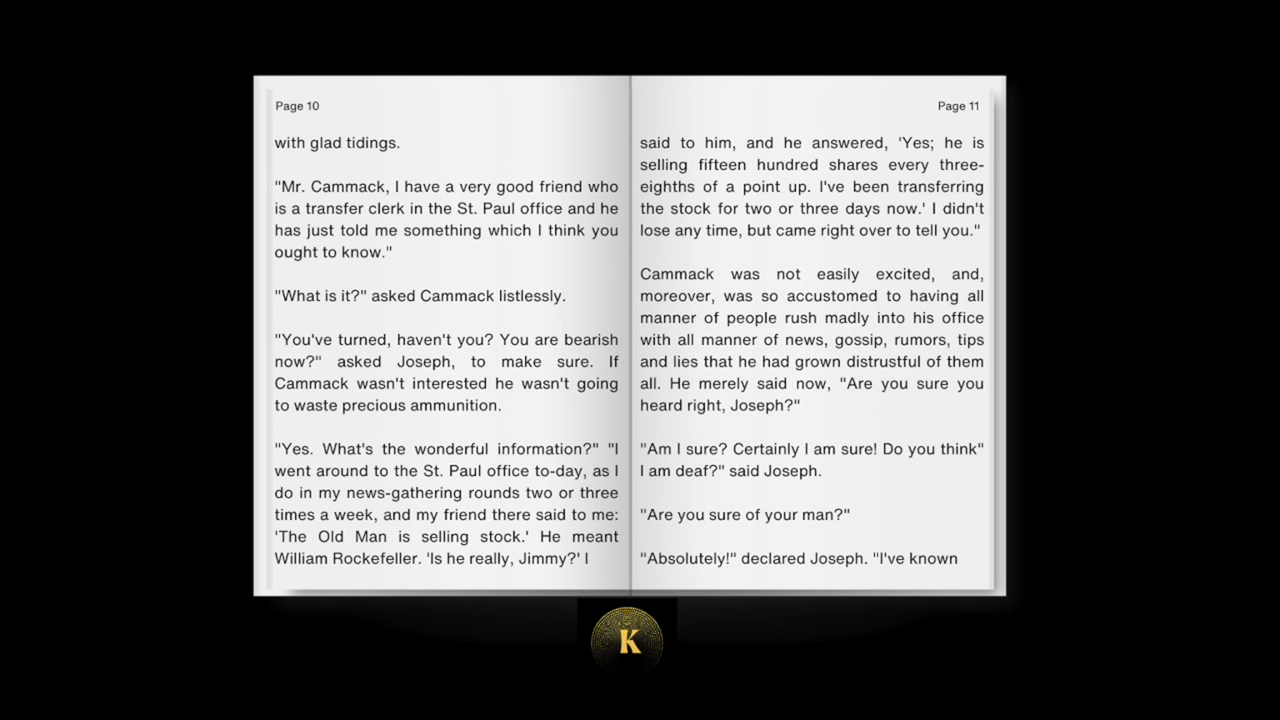 Page 10
with glad tidings.
"Mr. Cammack, I have a very good friend who
is a transfer clerk in the St. Paul office and he
has just told me something which I think you
ought to know."
"What is it?" asked Cammack listlessly.
"You've turned, haven't you? You are bearish
now?" asked Joseph, to make sure. If
Cammack wasn't interested he wasn't going
to waste precious ammunition.
"Yes. What's the wonderful information?" "I
went around to the St. Paul office to-day, as I
do in my news-gathering rounds two or three
times a week, and my friend there said to me:
'The Old Man is selling stock.' He meant
William Rockefeller. 'Is he really, Jimmy?' I
Page 11
said to him, and he answered, 'Yes; he is
selling fifteen hundred shares every three-
eighths of a point up. I've been transferring
the stock for two or three days now.' I didn't
lose any time, but came right over to tell you."
Cammack was not easily excited, and,
moreover, was so accustomed to having all
manner of people rush madly into his office
with all manner of news, gossip, rumors, tips
and lies that he had grown distrustful of them
all. He merely said now, "Are you sure you
heard right, Joseph?"
"Am I sure? Certainly I am sure! Do you think"
I am deaf?" said Joseph.
"Are you sure of your man?"
"Absolutely!" declared Joseph. "I've known
K